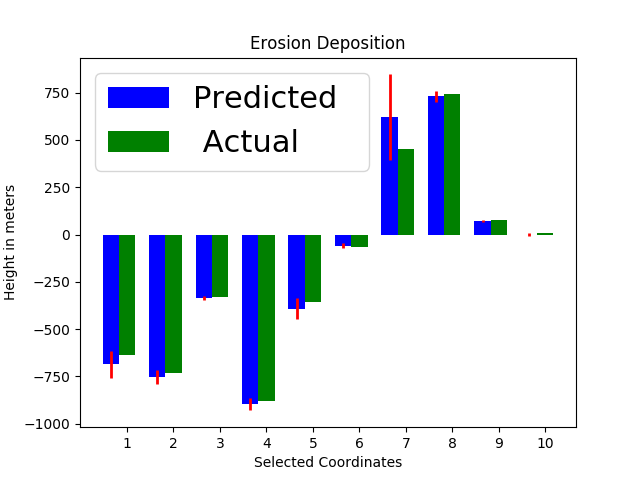 Erosion Deposition
Predicted
Actual
Height in meters
750
500
250
0
−250
−500
−750
−1000
1 2 3 4 5 6 7 8 9 10
Selected Coordinates